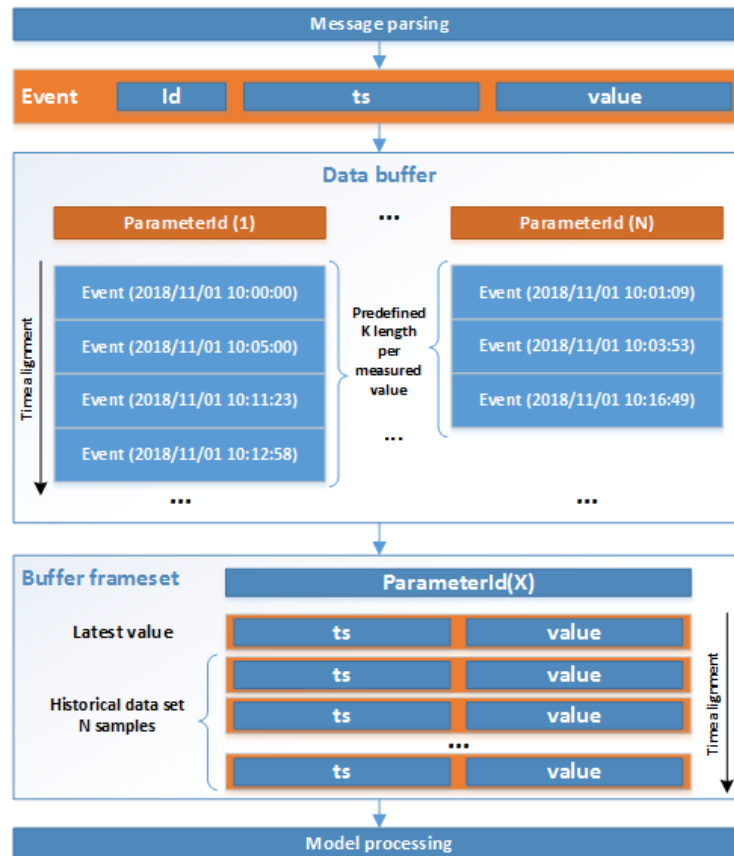 Message parsing
Event Id ts value
Data buffer
ParameterId (1) ... ParameterId (N)
Time alignment
Event (2018/11/01 10:00:00)
Event (2018/11/01 10:05:00)
Event (2018/11/01 10:11:23)
Event (2018/11/01 10:12:58)
...
Predefined
K length
per
measured
value
...
Event (2018/11/01 10:01:09)
Event (2018/11/01 10:03:53)
Event (2018/11/01 10:16:49)
...
Buffer frameset
ParameterId(X)
Latest value ts value
Historical data set
N samples
ts value
ts value
...
ts value
Time alignment
Model processing